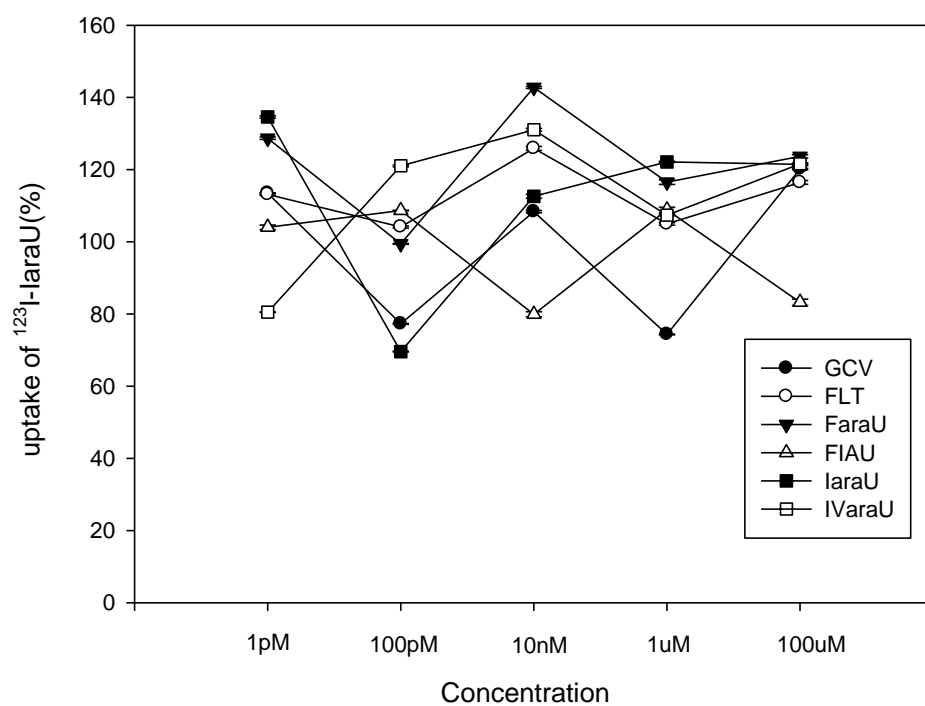 160
140
120
100
80
60
40
20
0
uptake of ¹²³I-IaraU(%)
1pM 100pM 10nM 1uM 100uM
Concentration
GCV
FLT
FaraU
FIAU
IaraU
IVaraU